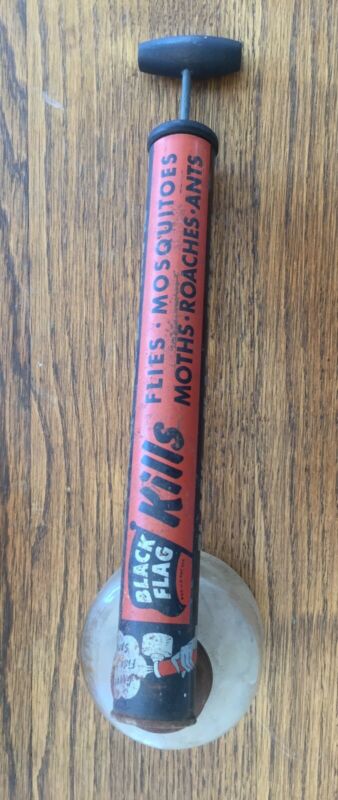 BLACK
FLAG
Kills
FLIES · MOSQUITOES
MOTHS · ROACHES · ANTS